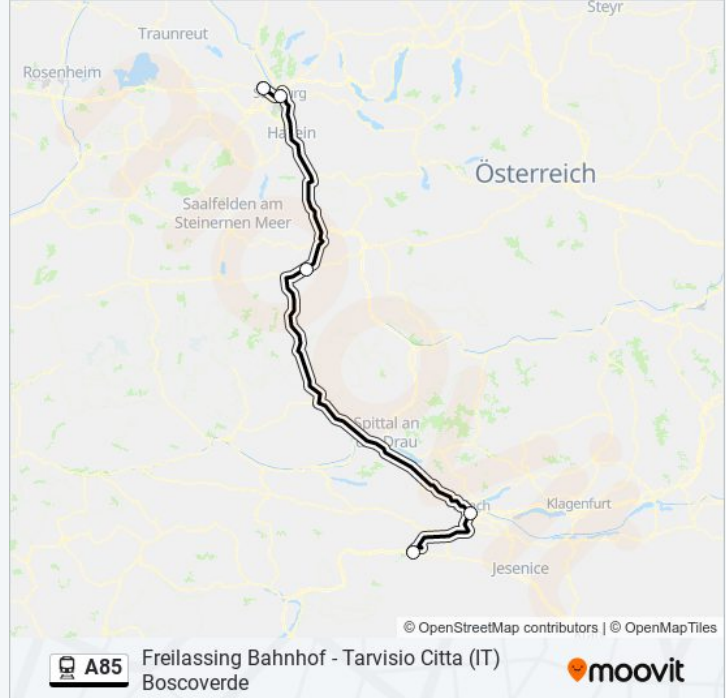 Steyr
Traunreut
Rosenheim
Hallein
Österreich
Saalfelden am
Steinernen Meer
Spittal an
Drau
Klagenfurt
Jesenice
© OpenStreetMap contributors | © OpenMapTiles
A85
Freilassing Bahnhof - Tarvisio Citta (IT)
Boscoverde
moovit